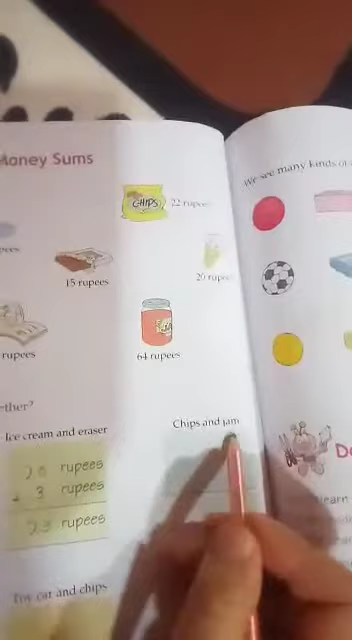 Money Sums
CHIPS
22 rupees
We see many kinds of
15 rupees
20 rupees
rupees
64 rupees
Ice cream and eraser
Chips and jam
20 rupees
+ 3 rupees
23 rupees
Toy car and chips